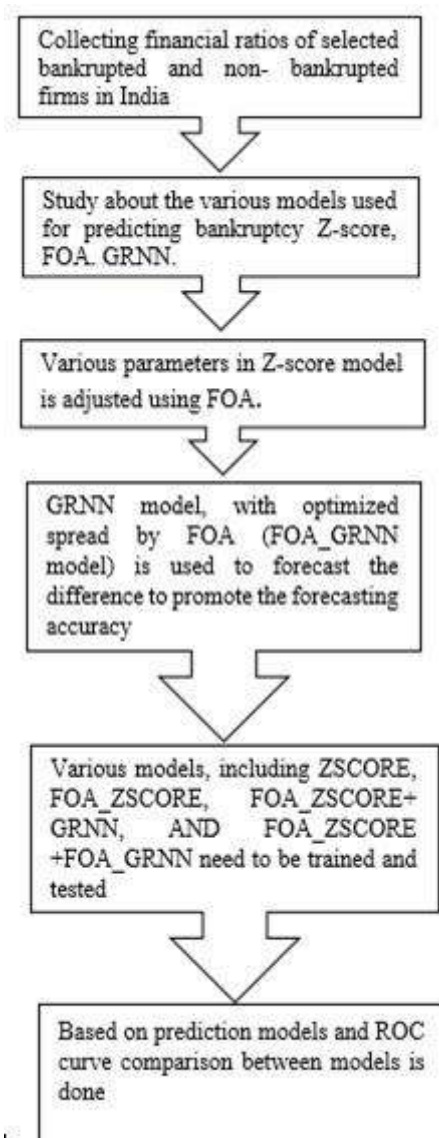 Collecting financial ratios of selected
bankrupted and non- bankrupted
firms in India
Study about the various models used
for predicting bankruptcy Z-score,
FOA. GRNN.
Various parameters in Z-score model
is adjusted using FOA.
GRNN model, with optimized
spread by FOA (FOA_GRNN
model) is used to forecast the
difference to promote the forecasting
accuracy
Various models, including ZSCORE,
FOA_ZSCORE, FOA_ZSCORE+
GRNN, AND FOA_ZSCORE
+FOA_GRNN need to be trained and
tested
Based on prediction models and ROC
curve comparison between models is
done